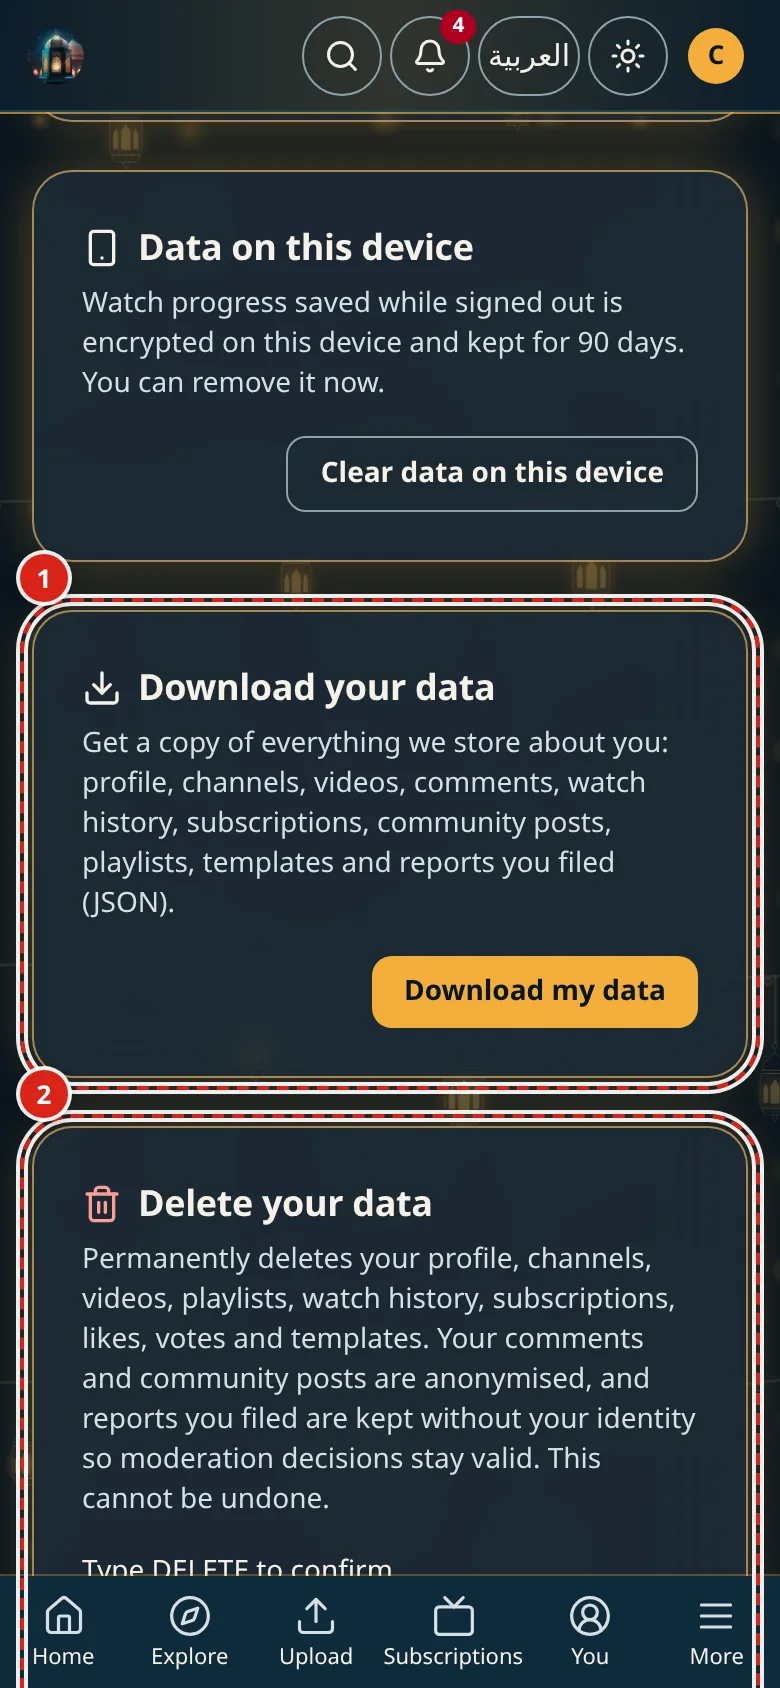 4
العربية
C
Data on this device
Watch progress saved while signed out is
encrypted on this device and kept for 90 days.
You can remove it now.
Clear data on this device
1
Download your data
Get a copy of everything we store about you:
profile, channels, videos, comments, watch
history, subscriptions, community posts,
playlists, templates and reports you filed
(JSON).
Download my data
2
Delete your data
Permanently deletes your profile, channels,
videos, playlists, watch history, subscriptions,
likes, votes and templates. Your comments
and community posts are anonymised, and
reports you filed are kept without your identity
so moderation decisions stay valid. This
cannot be undone.
Type DELETE to confirm
Home
Explore
Upload
Subscriptions
You
More